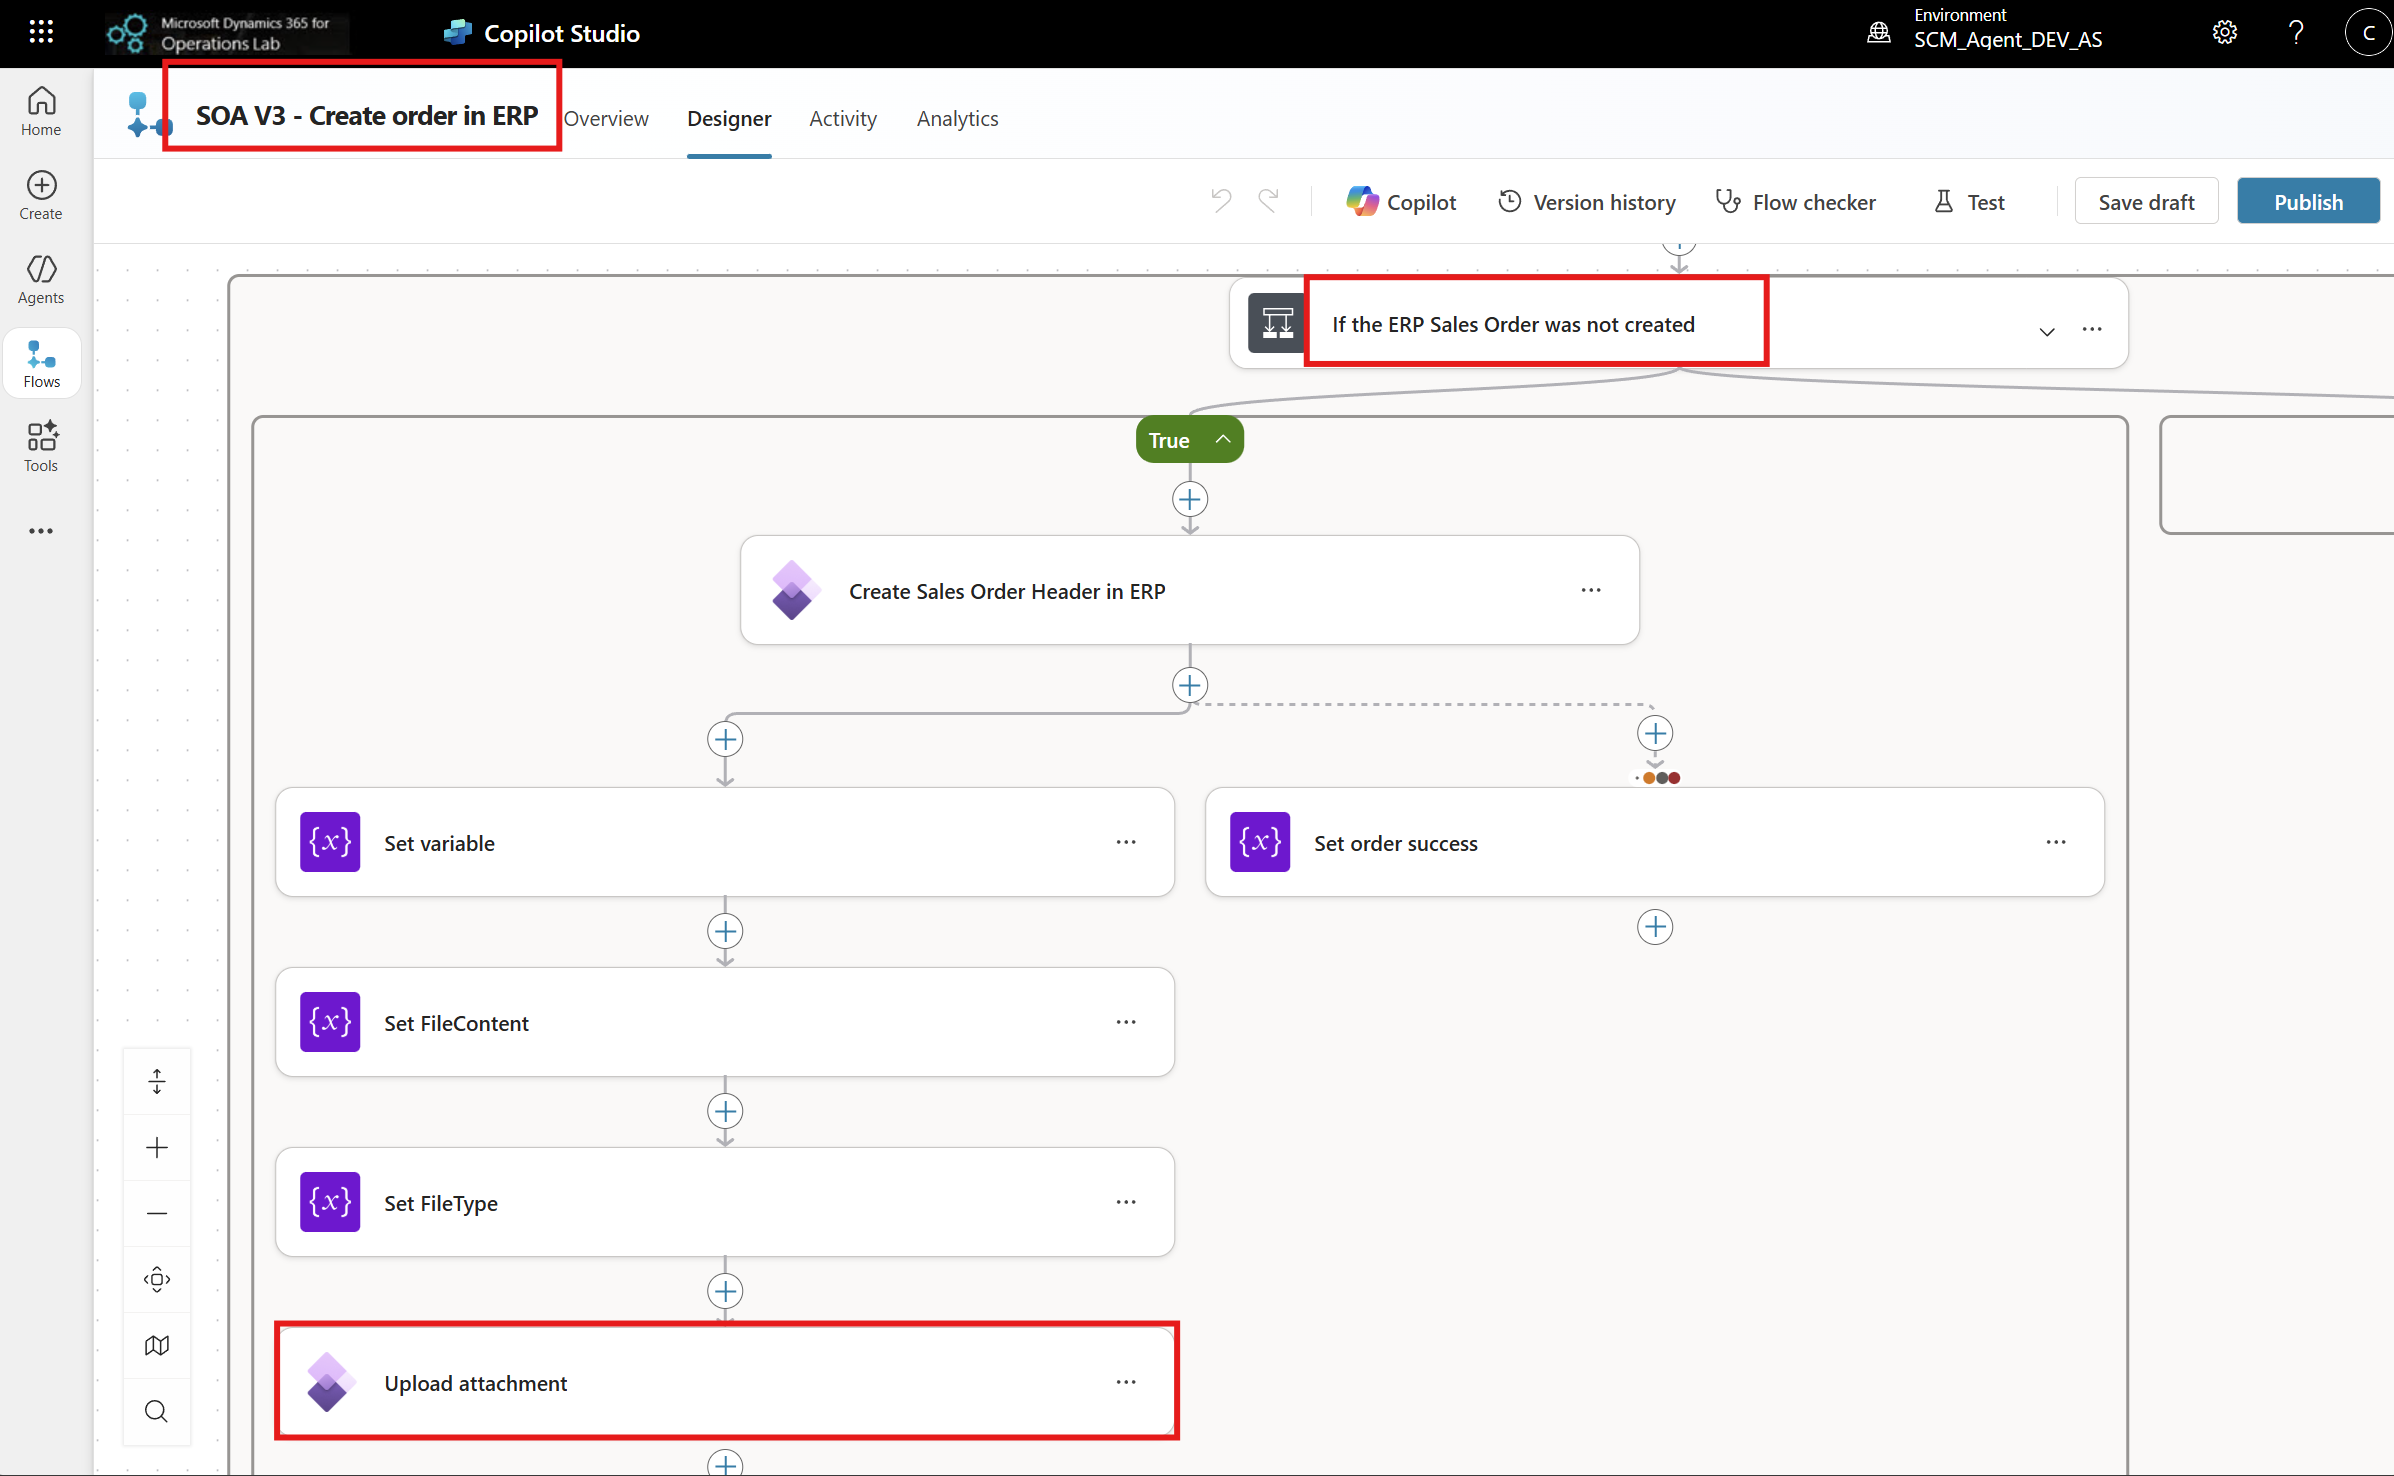 Microsoft Dynamics 365 for
Operations Lab
Copilot Studio
Environment
SCM_Agent_DEV_AS
?
C
Home
Create
Agents
Flows
Tools
SOA V3 - Create order in ERP
Overview
Designer
Activity
Analytics
Copilot
Version history
Flow checker
Test
Save draft
Publish
If the ERP Sales Order was not created
True
Create Sales Order Header in ERP
{x} Set variable
{x} Set order success
{x} Set FileContent
{x} Set FileType
Upload attachment